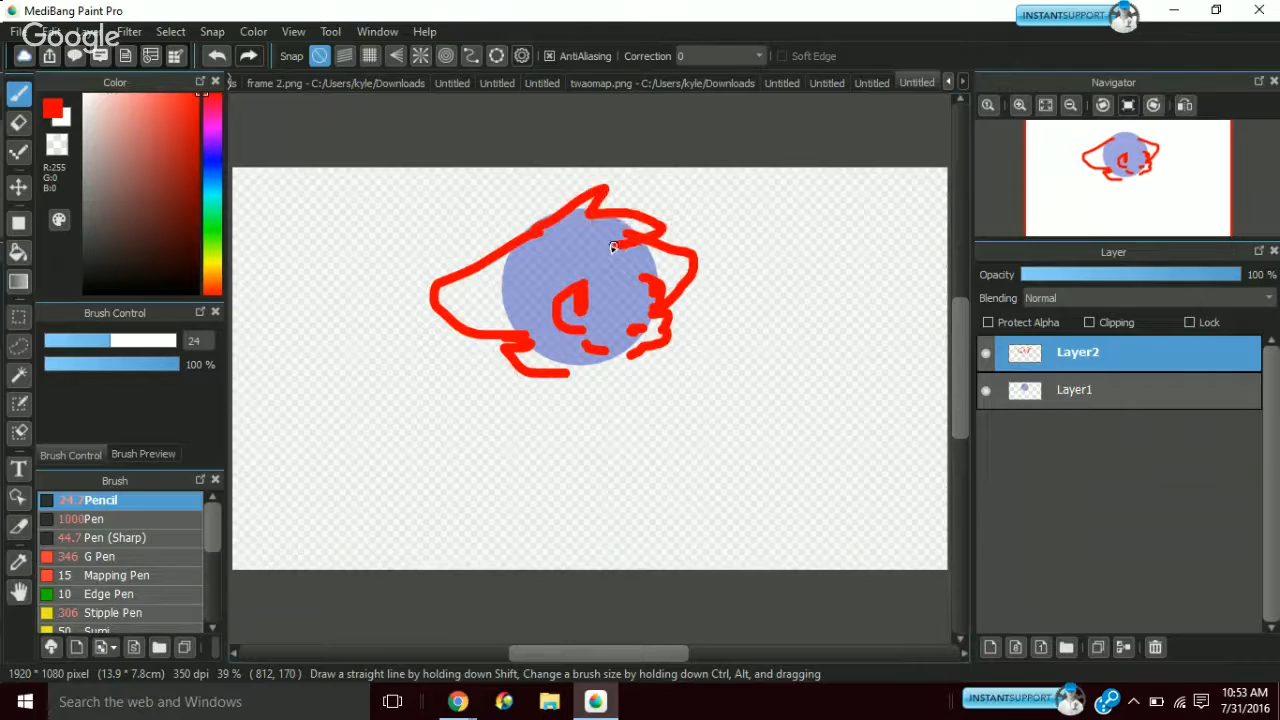 MediBang Paint Pro
INSTANTSUPPORT
File Edit Layer Filter Select Snap Color View Tool Window Help
Google
Snap AntiAliasing Correction 0 Soft Edge
Color
frame 2.png - C:/Users/kyle/Downloads Untitled Untitled twaomap.png - C:/Users/kyle/Downloads Untitled Untitled Untitled Untitled
Navigator
R:255
G:0
B:0
Layer
Opacity 100 %
Blending Normal
Protect Alpha Clipping Lock
Layer2
Layer1
Brush Control
24
100 %
Brush Control Brush Preview
Brush
24.7 Pencil
1000 Pen
44.7 Pen (Sharp)
346 G Pen
15 Mapping Pen
10 Edge Pen
306 Stipple Pen
50 Sumi
1920 * 1080 pixel (13.9 * 7.8cm) 350 dpi 39 % ( 812, 170 ) Draw a straight line by holding down Shift, Change a brush size by holding down Ctrl, Alt, and dragging
Search the web and Windows
INSTANTSUPPORT
10:53 AM
7/31/2016